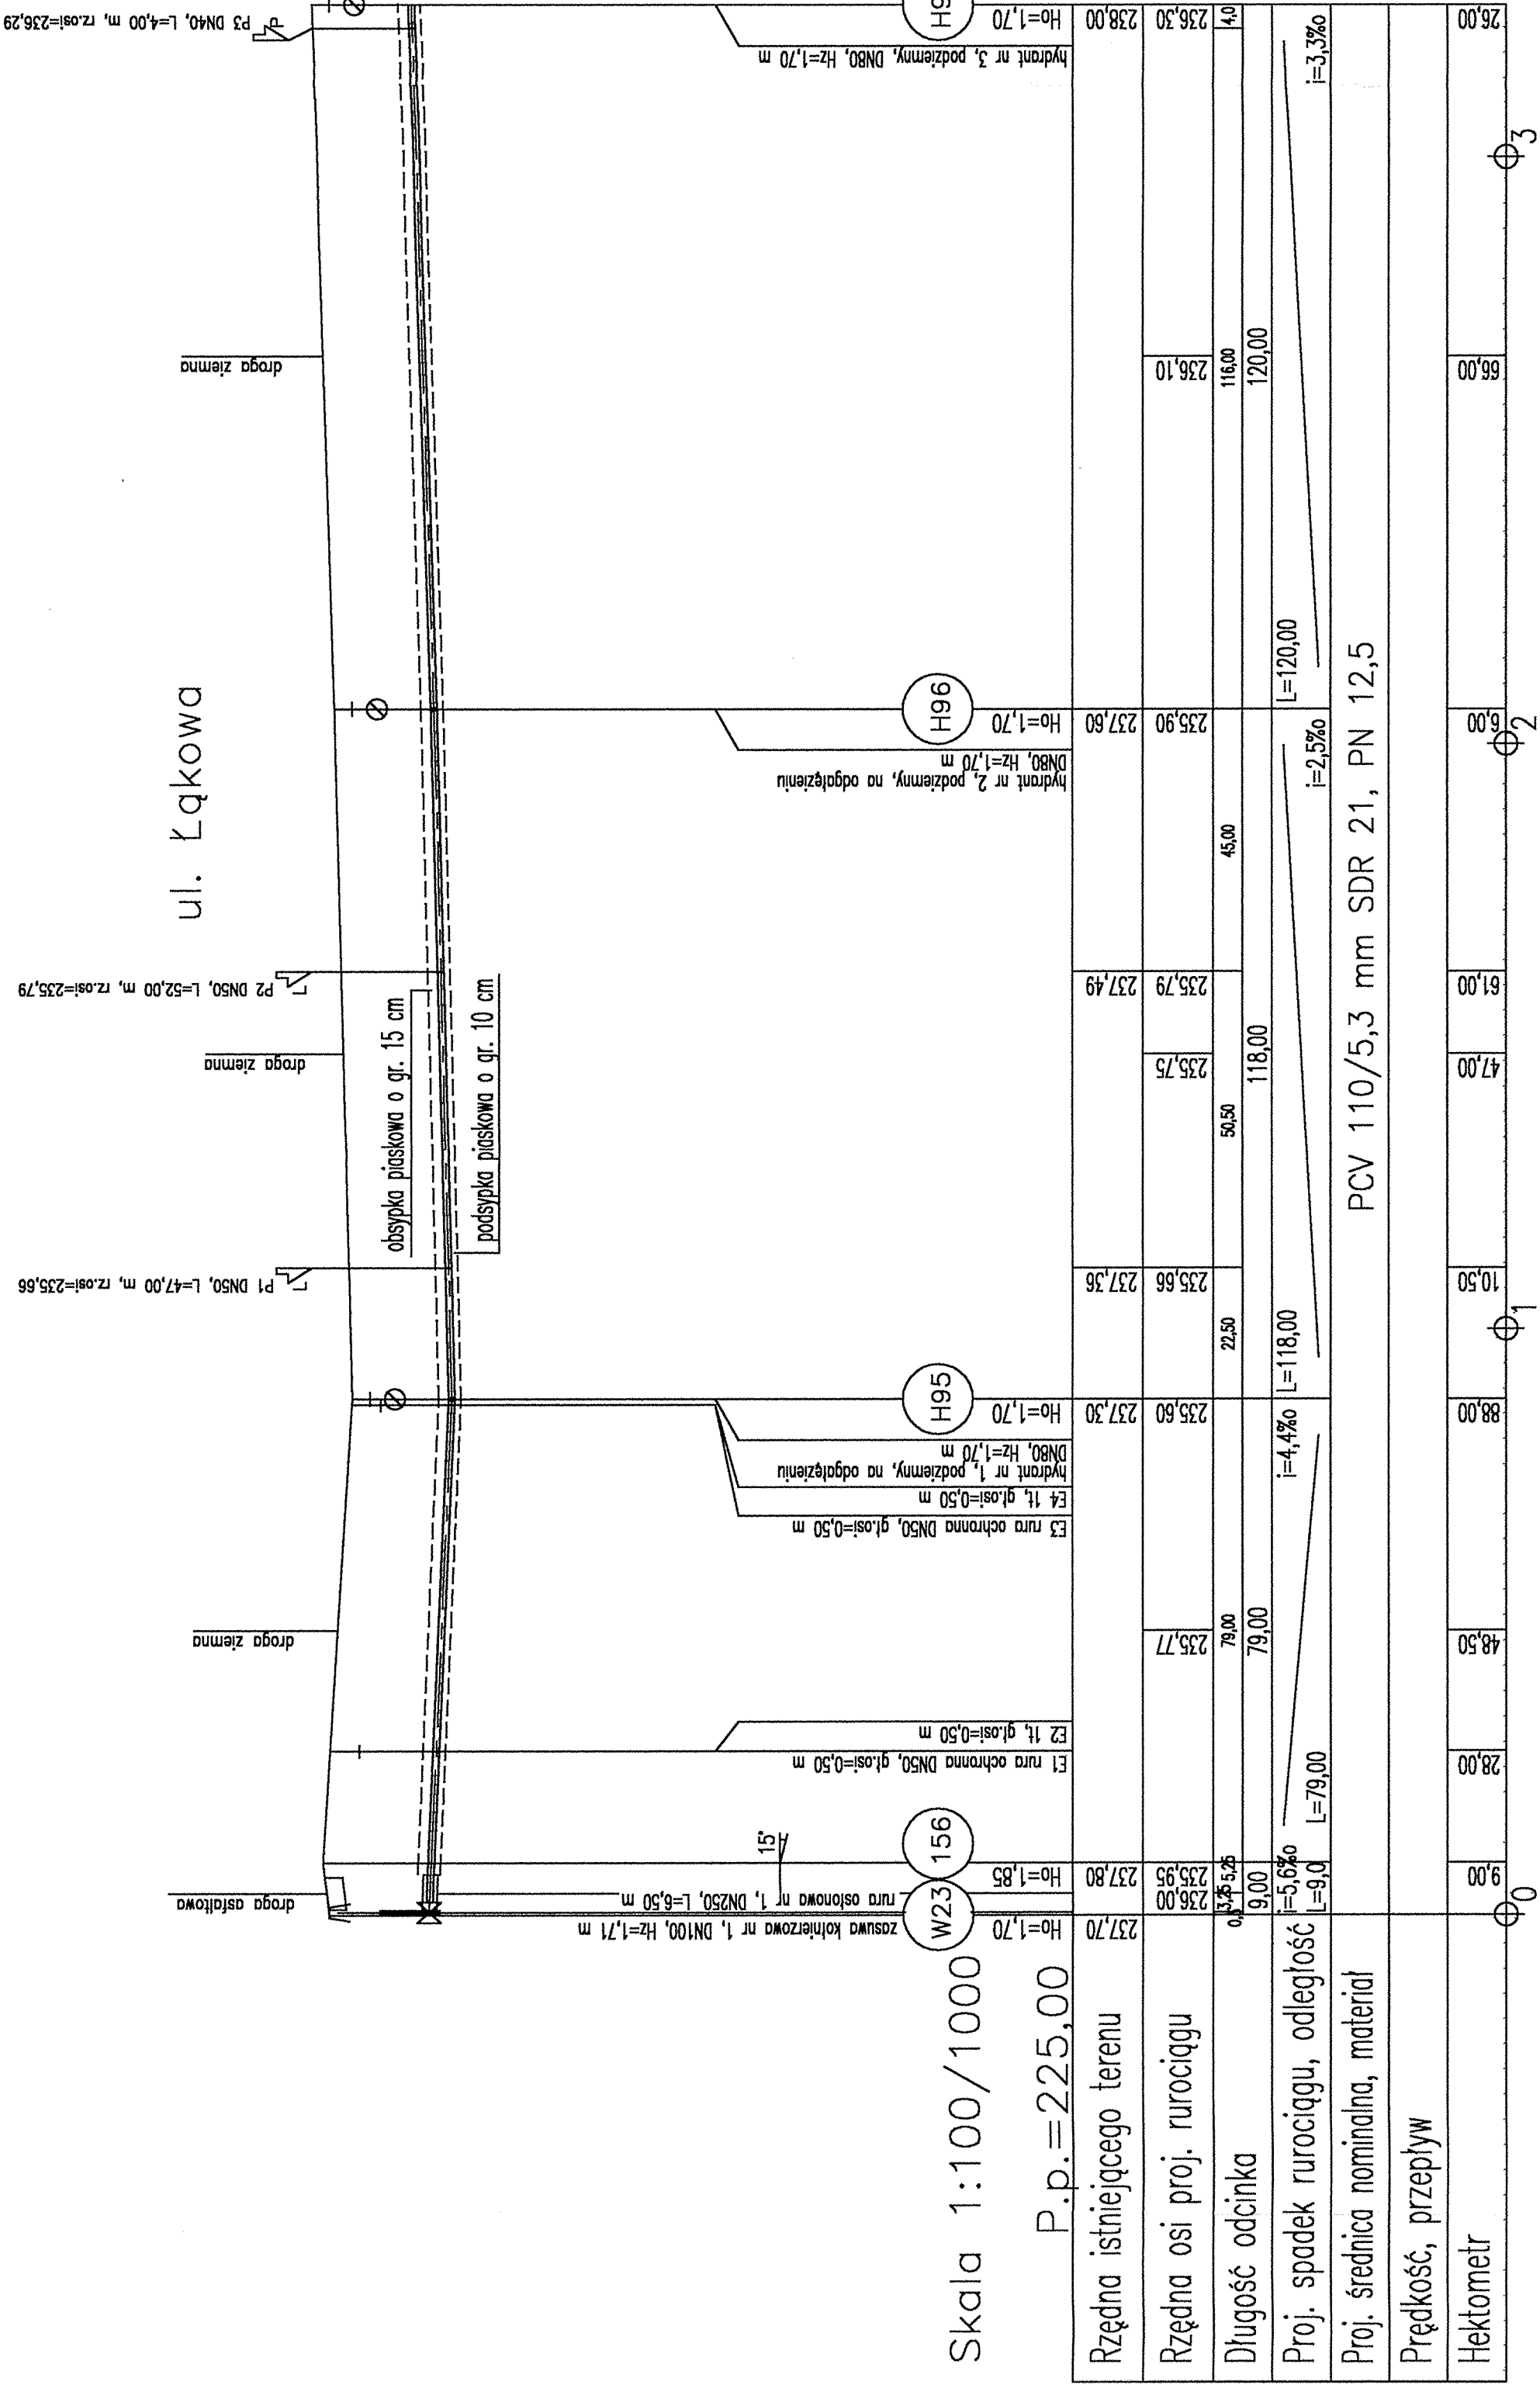 ul. Łąkowa
droga asfaltowa
droga ziemna
P1 DN50, L=47,00 m, rz.osi=235,66
droga ziemna
P2 DN50, L=52,00 m, rz.osi=235,79
droga ziemna
P3 DN40, L=4,00 m, rz.osi=236,29
L
L
P
obsypka piaskowa o gr. 15 cm
podsypka piaskowa o gr. 10 cm
zasuwa kołnierzowa nr 1, DN100, Hz=1,71 m
rura osłonowa nr 1, DN250, L=6,50 m
15°
E1 rura ochronna DN50, gł.osi=0,50 m
E2 1t, gł.osi=0,50 m
E3 rura ochronna DN50, gł.osi=0,50 m
E4 1t, gł.osi=0,50 m
hydrant nr 1, podziemny, na odgałęzieniu
DN80, Hz=1,70 m
hydrant nr 2, podziemny, na odgałęzieniu
DN80, Hz=1,70 m
hydrant nr 3, podziemny, DN80, Hz=1,70 m
W23
156
H95
H96
Skala 1:100/1000
Ho=1,70
Ho=1,85
Ho=1,70
Ho=1,70
Ho=1,70
P.p.=225,00
Rzędna istniejącego terenu
237,70
237,80
237,30
237,36
237,49
237,60
238,00
Rzędna osi proj. rurociągu
236,00
235,95
235,77
235,60
235,66
235,75
235,79
235,90
236,10
236,30
Długość odcinka
3,25
5,25
79,00
22,50
50,50
45,00
116,00
4,0
9,00
79,00
118,00
120,00
Proj. spadek rurociągu, odległość
i=5,6‰
L=9,0
L=79,00
i=4,4‰
L=118,00
i=2,5‰
L=120,00
i=3,3‰
Proj. średnica nominalna, materiał
PCV 110/5,3 mm SDR 21, PN 12,5
Prędkość, przepływ
Hektometr
9,00
28,00
48,50
88,00
10,50
47,00
61,00
6,00
66,00
26,00
0
1
2
3